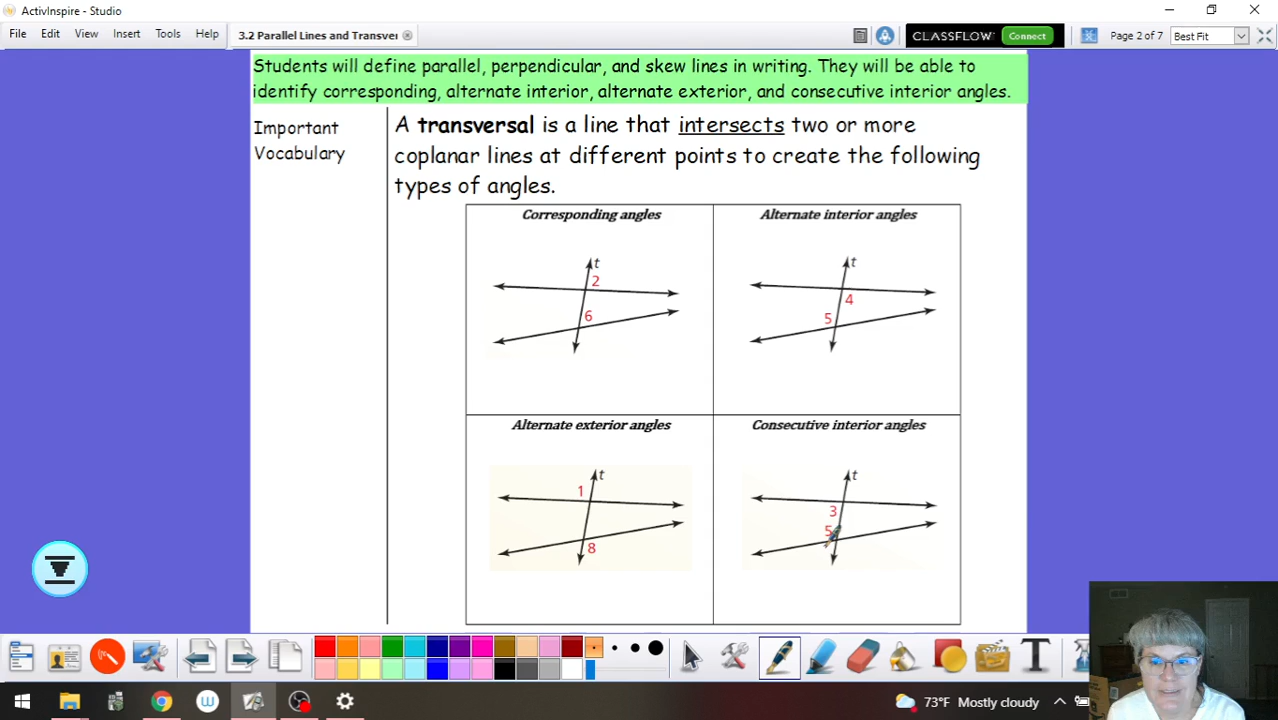 ActivInspire - Studio
File Edit View Insert Tools Help
3.2 Parallel Lines and Transver
CLASSFLOW Connect
Page 2 of 7
Best Fit
Students will define parallel, perpendicular, and skew lines in writing. They will be able to
identify corresponding, alternate interior, alternate exterior, and consecutive interior angles.
Important
Vocabulary
A transversal is a line that intersects two or more
coplanar lines at different points to create the following
types of angles.
Corresponding angles
t
2
6
Alternate interior angles
t
4
5
Alternate exterior angles
t
1
8
Consecutive interior angles
t
3
5
T
73°F Mostly cloudy